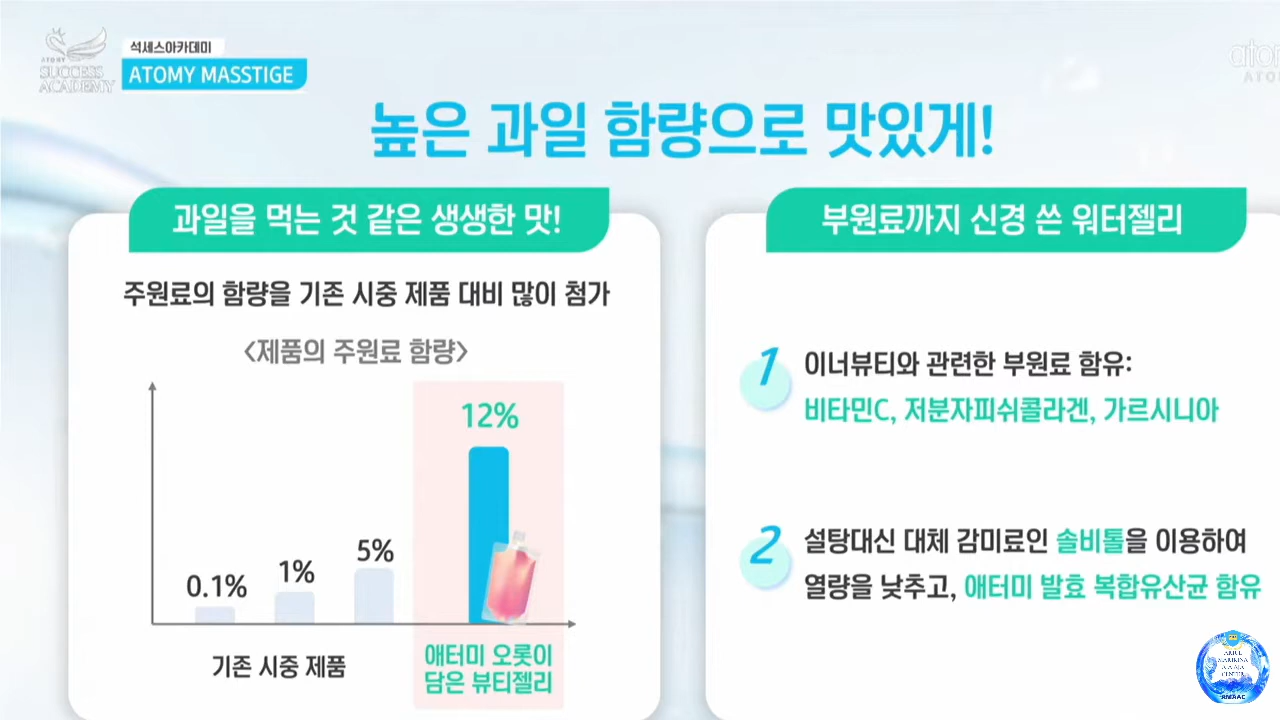 ATOMY
SUCCESS
ACADEMY
석세스아카데미
ATOMY MASSTIGE
높은 과일 함량으로 맛있게!
과일을 먹는 것 같은 생생한 맛!
주원료의 함량을 기존 시중 제품 대비 많이 첨가
<제품의 주원료 함량>
12%
5%
1%
0.1%
기존 시중 제품
애터미 오롯이
담은 뷰티젤리
부원료까지 신경 쓴 워터젤리
1
이너뷰티와 관련한 부원료 함유:
비타민C, 저분자피쉬콜라겐, 가르시니아
2
설탕대신 대체 감미료인 솔비톨을 이용하여
열량을 낮추고, 애터미 발효 복합유산균 함유